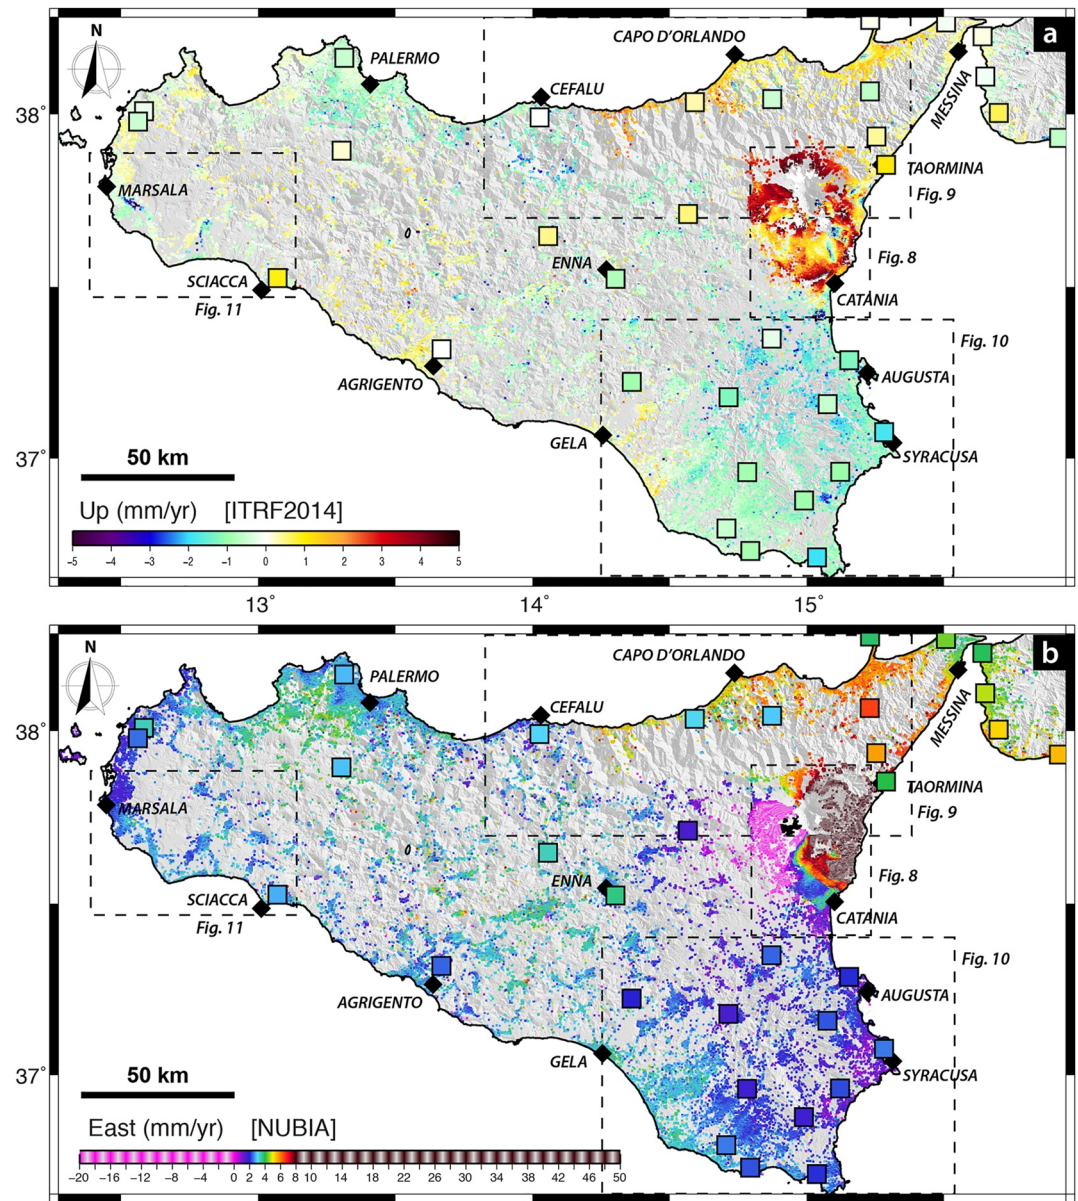 a
N
PALERMO
CAPO D'ORLANDO
CEFALU
MESSINA
38°
MARSALA
TAORMINA
Fig. 9
ENNA
Fig. 8
SCIACCA
CATANIA
Fig. 11
Fig. 10
AGRIGENTO
AUGUSTA
GELA
SYRACUSA
37°
50 km
Up (mm/yr) [ITRF2014]
-5 -4 -3 -2 -1 0 1 2 3 4 5
13° 14° 15°
b
N
PALERMO
CAPO D'ORLANDO
CEFALU
MESSINA
38°
MARSALA
TAORMINA
Fig. 9
ENNA
Fig. 8
SCIACCA
CATANIA
Fig. 11
Fig. 10
AGRIGENTO
AUGUSTA
GELA
SYRACUSA
37°
50 km
East (mm/yr) [NUBIA]
-20 -16 -12 -8 -4 0 2 4 6 8 10 14 18 22 26 30 34 38 42 46 50